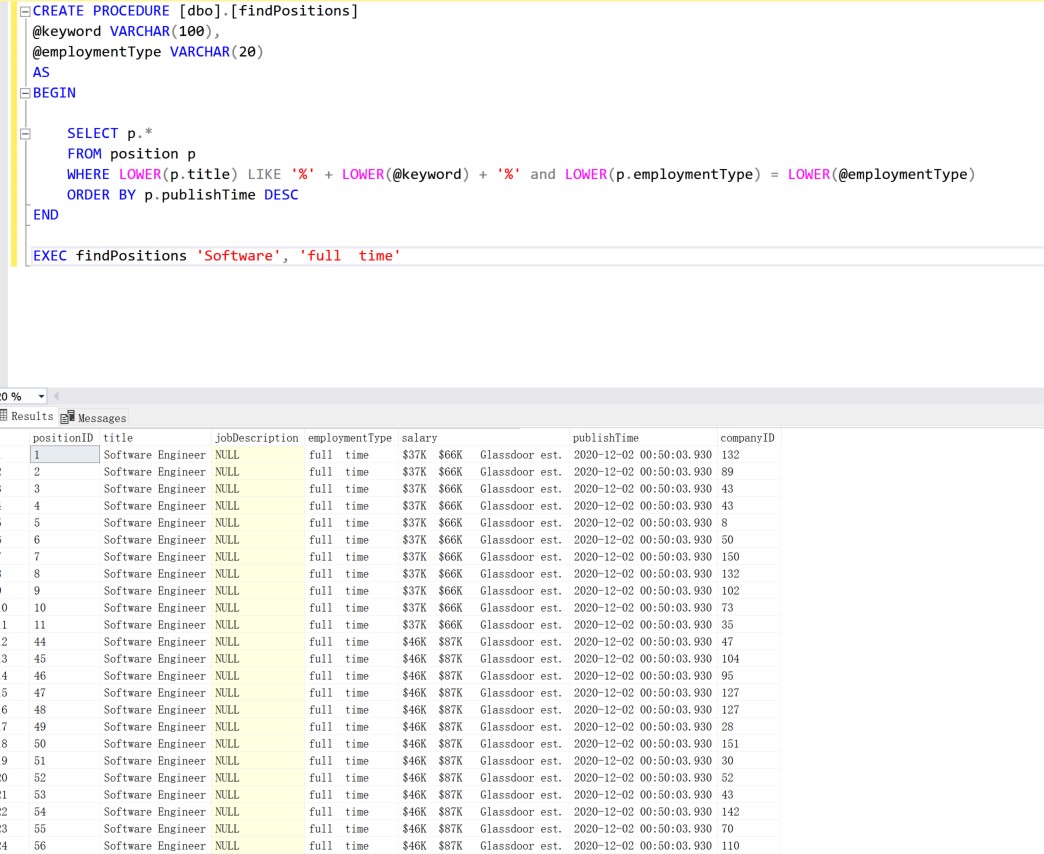 CREATE PROCEDURE [dbo].[findPositions]
@keyword VARCHAR(100),
@employmentType VARCHAR(20)
AS
BEGIN
SELECT p.*
FROM position p
WHERE LOWER(p.title) LIKE '%' + LOWER(@keyword) + '%' and LOWER(p.employmentType) = LOWER(@employmentType)
ORDER BY p.publishTime DESC
END
EXEC findPositions 'Software', 'full  time'
Results Messages
positionID title jobDescription employmentType salary publishTime companyID
1 Software Engineer NULL full  time $37K  $66K   Glassdoor est. 2020-12-02 00:50:03.930 132
2 Software Engineer NULL full  time $37K  $66K   Glassdoor est. 2020-12-02 00:50:03.930 89
3 Software Engineer NULL full  time $37K  $66K   Glassdoor est. 2020-12-02 00:50:03.930 43
4 Software Engineer NULL full  time $37K  $66K   Glassdoor est. 2020-12-02 00:50:03.930 43
5 Software Engineer NULL full  time $37K  $66K   Glassdoor est. 2020-12-02 00:50:03.930 8
6 Software Engineer NULL full  time $37K  $66K   Glassdoor est. 2020-12-02 00:50:03.930 50
7 Software Engineer NULL full  time $37K  $66K   Glassdoor est. 2020-12-02 00:50:03.930 150
8 Software Engineer NULL full  time $37K  $66K   Glassdoor est. 2020-12-02 00:50:03.930 132
9 Software Engineer NULL full  time $37K  $66K   Glassdoor est. 2020-12-02 00:50:03.930 102
10 Software Engineer NULL full  time $37K  $66K   Glassdoor est. 2020-12-02 00:50:03.930 73
11 Software Engineer NULL full  time $37K  $66K   Glassdoor est. 2020-12-02 00:50:03.930 35
44 Software Engineer NULL full  time $46K  $87K   Glassdoor est. 2020-12-02 00:50:03.930 47
45 Software Engineer NULL full  time $46K  $87K   Glassdoor est. 2020-12-02 00:50:03.930 104
46 Software Engineer NULL full  time $46K  $87K   Glassdoor est. 2020-12-02 00:50:03.930 95
47 Software Engineer NULL full  time $46K  $87K   Glassdoor est. 2020-12-02 00:50:03.930 127
48 Software Engineer NULL full  time $46K  $87K   Glassdoor est. 2020-12-02 00:50:03.930 127
49 Software Engineer NULL full  time $46K  $87K   Glassdoor est. 2020-12-02 00:50:03.930 28
50 Software Engineer NULL full  time $46K  $87K   Glassdoor est. 2020-12-02 00:50:03.930 151
51 Software Engineer NULL full  time $46K  $87K   Glassdoor est. 2020-12-02 00:50:03.930 30
52 Software Engineer NULL full  time $46K  $87K   Glassdoor est. 2020-12-02 00:50:03.930 52
53 Software Engineer NULL full  time $46K  $87K   Glassdoor est. 2020-12-02 00:50:03.930 43
54 Software Engineer NULL full  time $46K  $87K   Glassdoor est. 2020-12-02 00:50:03.930 142
55 Software Engineer NULL full  time $46K  $87K   Glassdoor est. 2020-12-02 00:50:03.930 70
56 Software Engineer NULL full  time $46K  $87K   Glassdoor est. 2020-12-02 00:50:03.930 110